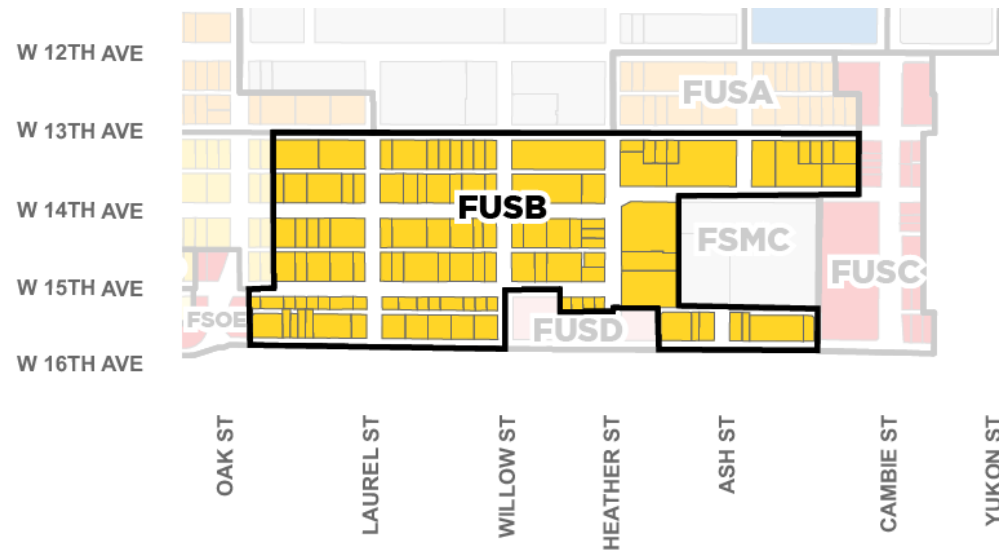 W 12TH AVE
FUSA
W 13TH AVE
FUSB
W 14TH AVE
FSMC
FUSC
W 15TH AVE
FSOE
FUSD
W 16TH AVE
OAK ST
LAUREL ST
WILLOW ST
HEATHER ST
ASH ST
CAMBIE ST
YUKON ST